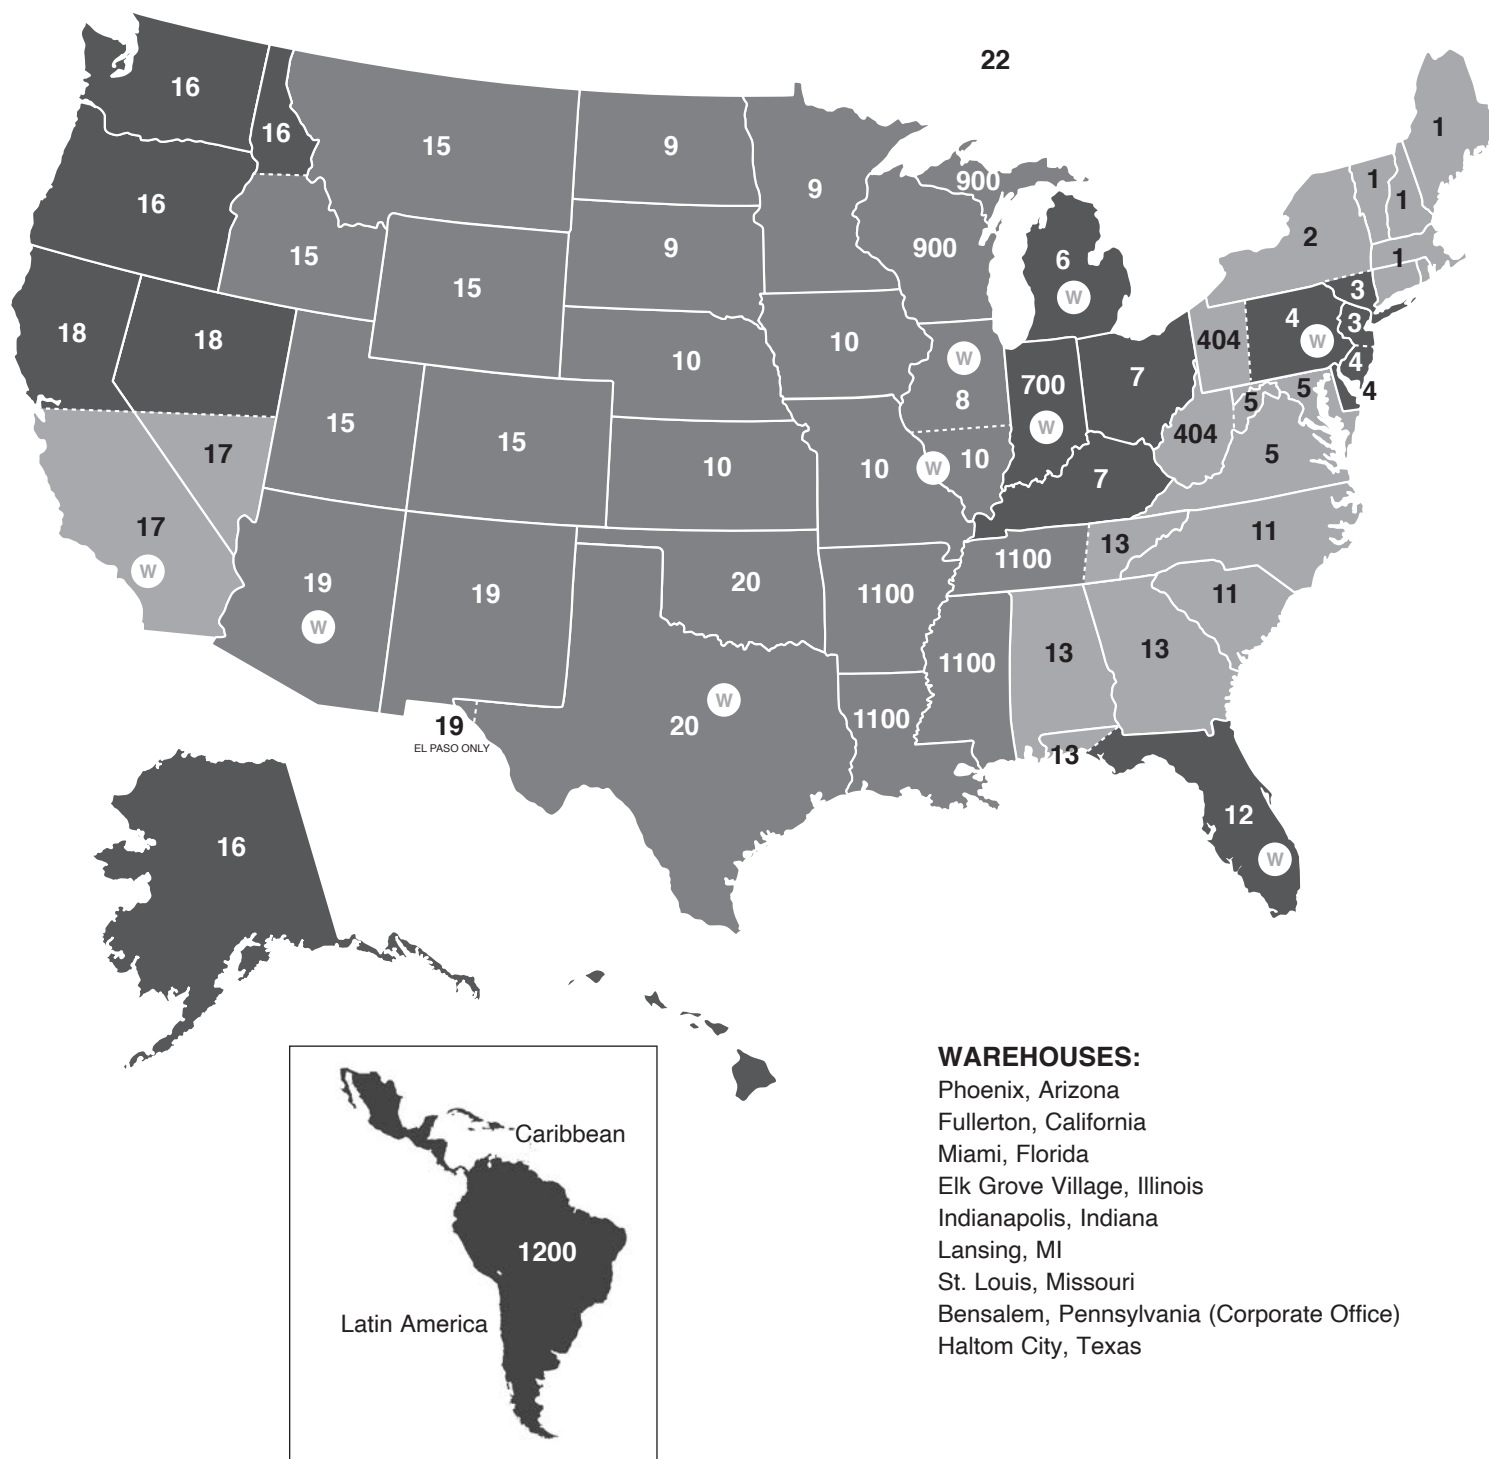 22
16
16
15
9
9
900
1
1
1
16
15
15
9
900
6
W
2
1
18
18
15
10
10
W
8
700
W
7
404
4
W
3
3
4
4
5
5
17
15
15
10
10
W
10
7
404
5
17
W
19
W
19
20
1100
1100
13
11
11
19
EL PASO ONLY
20
W
1100
1100
13
13
13
12
W
16
Caribbean
1200
Latin America
WAREHOUSES:
Phoenix, Arizona
Fullerton, California
Miami, Florida
Elk Grove Village, Illinois
Indianapolis, Indiana
Lansing, MI
St. Louis, Missouri
Bensalem, Pennsylvania (Corporate Office)
Haltom City, Texas